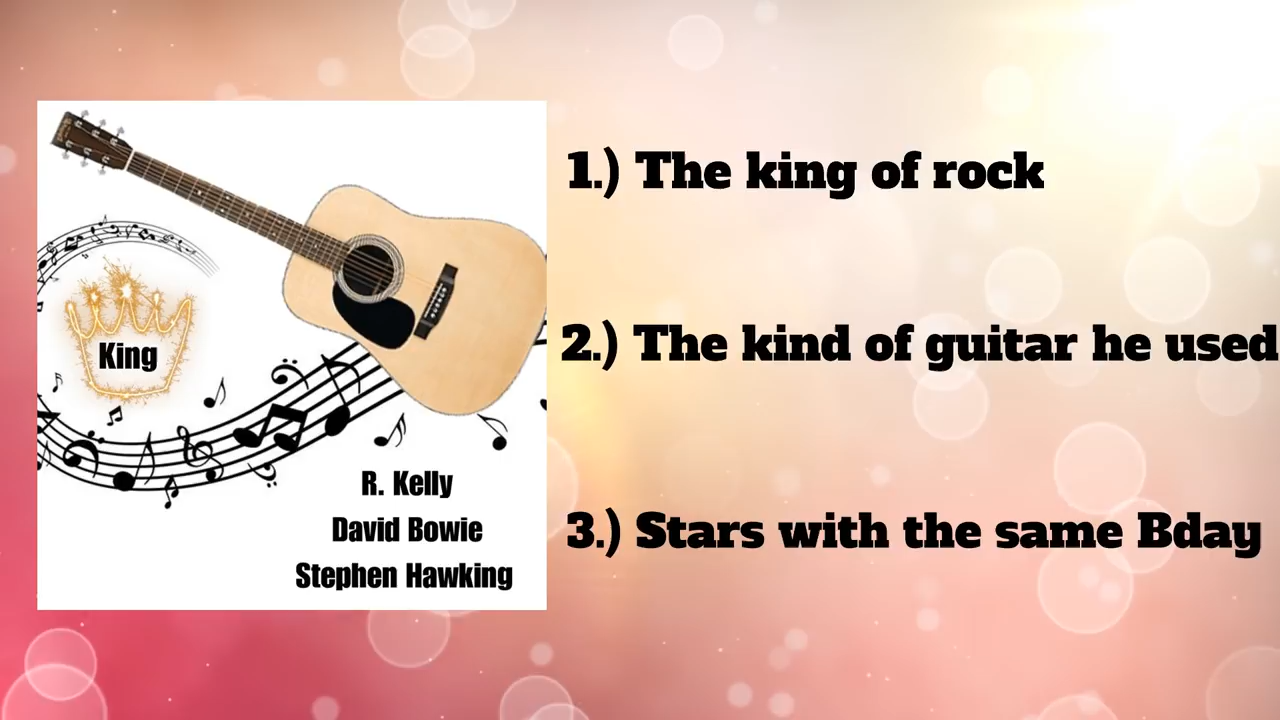 King
R. Kelly
David Bowie
Stephen Hawking
1.) The king of rock
2.) The kind of guitar he used
3.) Stars with the same Bday